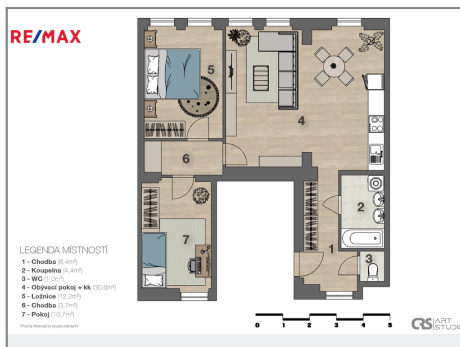 RE/MAX
5
4
6
7
2
1
3
LEGENDA MÍSTNOSTÍ
1 - Chodba (6,4m²)
2 - Koupelna (4,4m²)
3 - WC (1,0m²)
4 - Obývací pokoj + kk (30,8m²)
5 - Ložnice (12,2m²)
6 - Chodba (3,7m²)
7 - Pokoj (10,7m²)
0 1 2 3 4 5
CRS ART
STUDIO